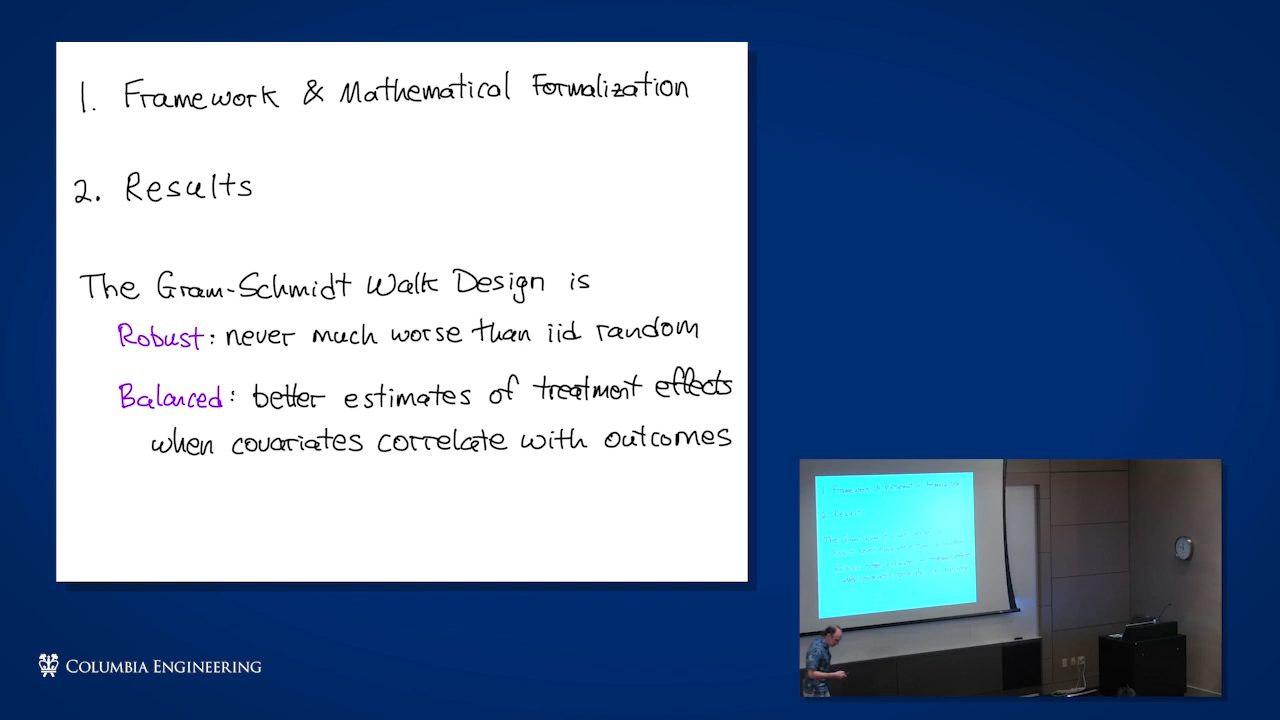 1. Framework & Mathematical Formalization
2. Results
The Gram-Schmidt Walk Design is
Robust: never much worse than iid random
Balanced: better estimates of treatment effects
when covariates correlate with outcomes
COLUMBIA ENGINEERING